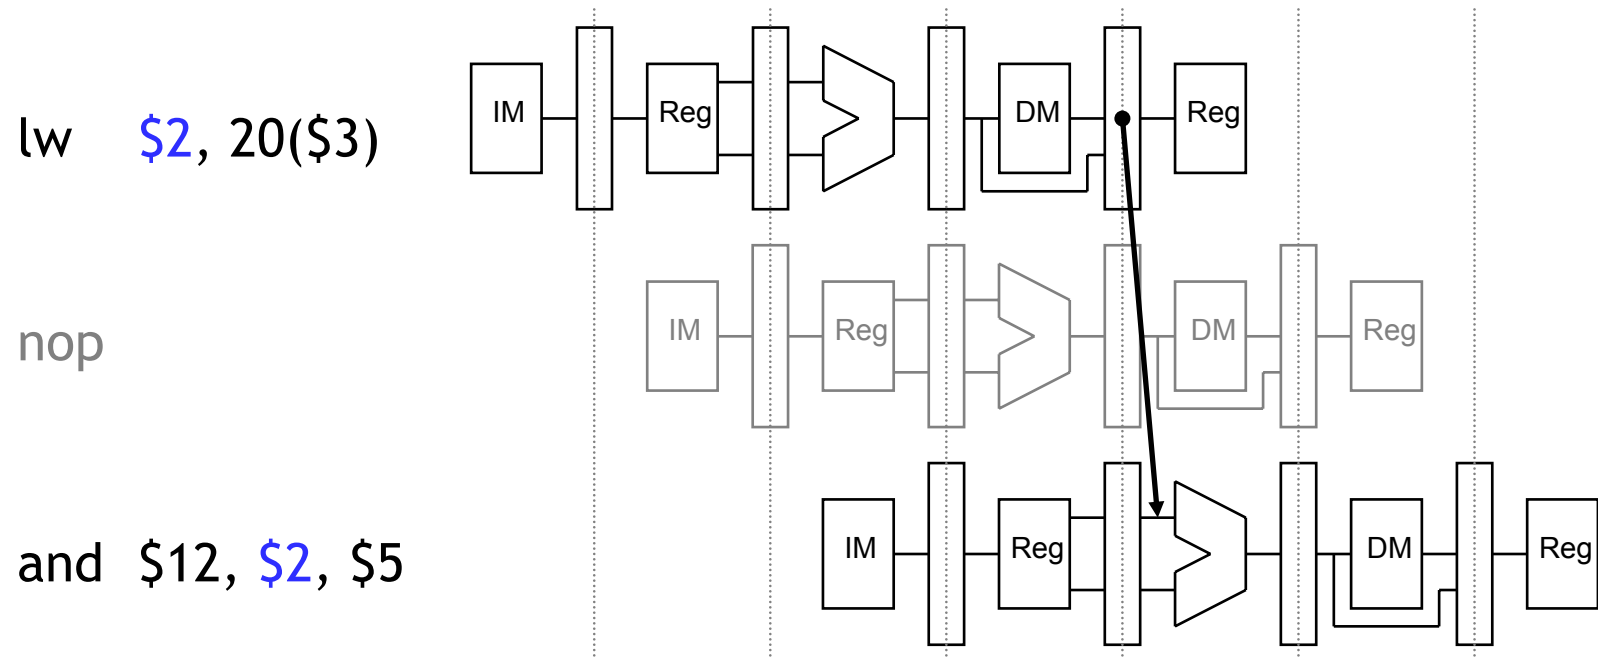 IM Reg DM Reg
lw $2, 20($3)
IM Reg DM Reg
nop
IM Reg DM Reg
and $12, $2, $5